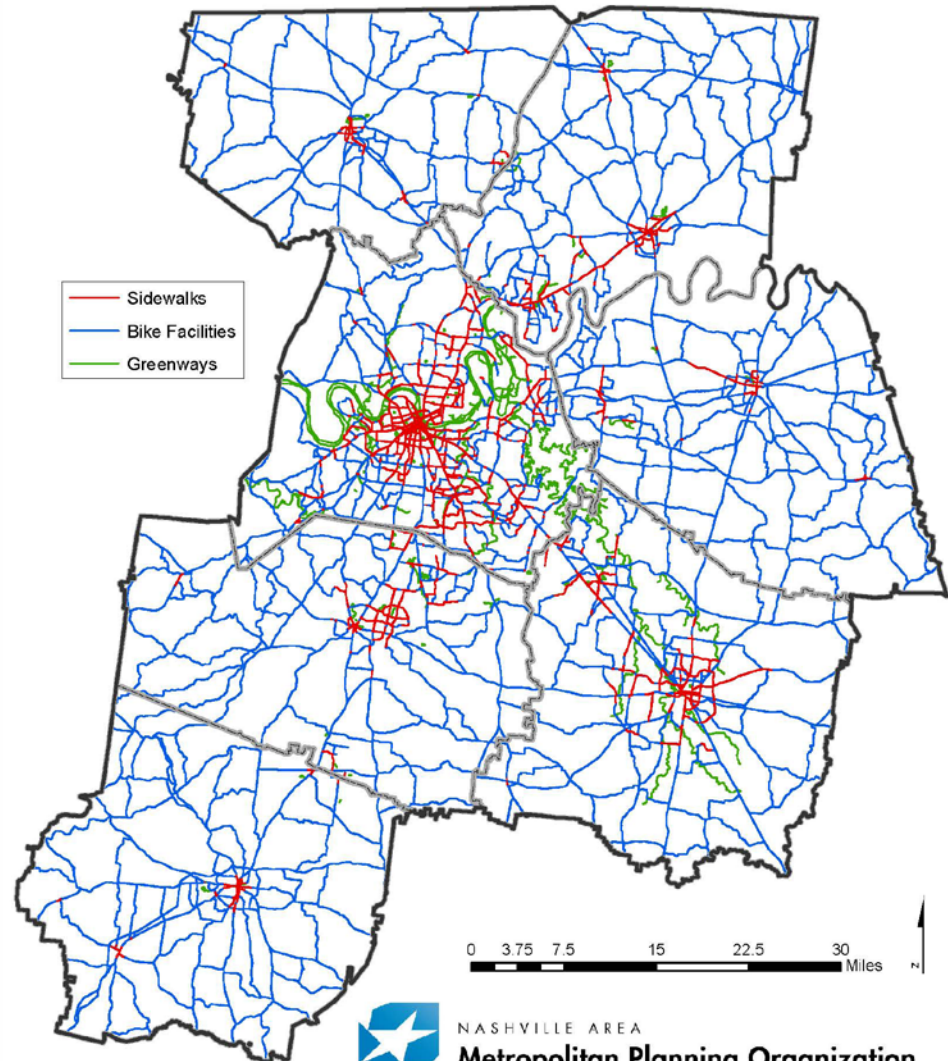 Sidewalks
Bike Facilities
Greenways
0 3.75 7.5 15 22.5 30
Miles
N
NASHVILLE AREA
Metropolitan Planning Organization